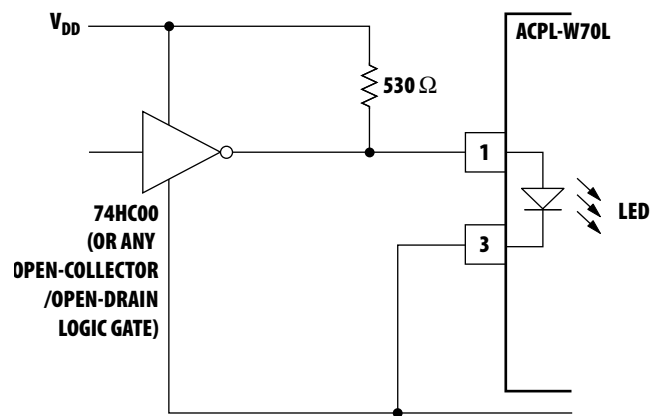 V_DD
ACPL-W70L
530 Ω
1
LED
3
74HC00
(OR ANY
OPEN-COLLECTOR
/OPEN-DRAIN
LOGIC GATE)